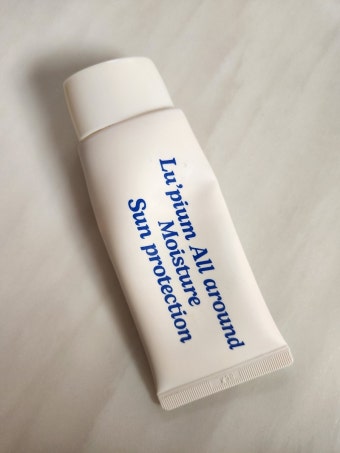 Lu'pium All around
Moisture
Sun protection